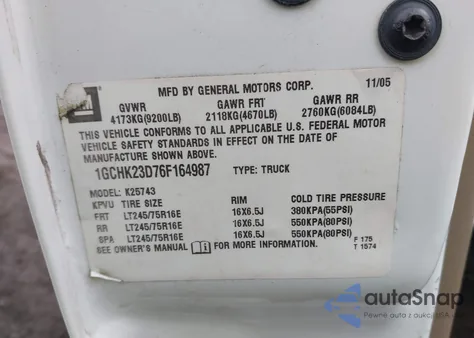 MFD BY GENERAL MOTORS CORP. 11/05
GVWR GAWR FRT GAWR RR
4173KG(9200LB) 2118KG(4670LB) 2760KG(6084LB)
THIS VEHICLE CONFORMS TO ALL APPLICABLE U.S. FEDERAL MOTOR
VEHICLE SAFETY STANDARDS IN EFFECT ON THE DATE OF
MANUFACTURE SHOWN ABOVE.
1GCHK23D76F164987 TYPE: TRUCK
MODEL: K25743
KPVU TIRE SIZE RIM COLD TIRE PRESSURE
FRT LT245/75R16E 16X6.5J 380KPA(55PSI)
RR LT245/75R16E 16X6.5J 550KPA(80PSI)
SPA LT245/75R16E 16X6.5J 550KPA(80PSI)
SEE OWNER'S MANUAL FOR MORE INFORMATION.
F 175
T 1574
autoSnap
Pewne auto z aukcji USA